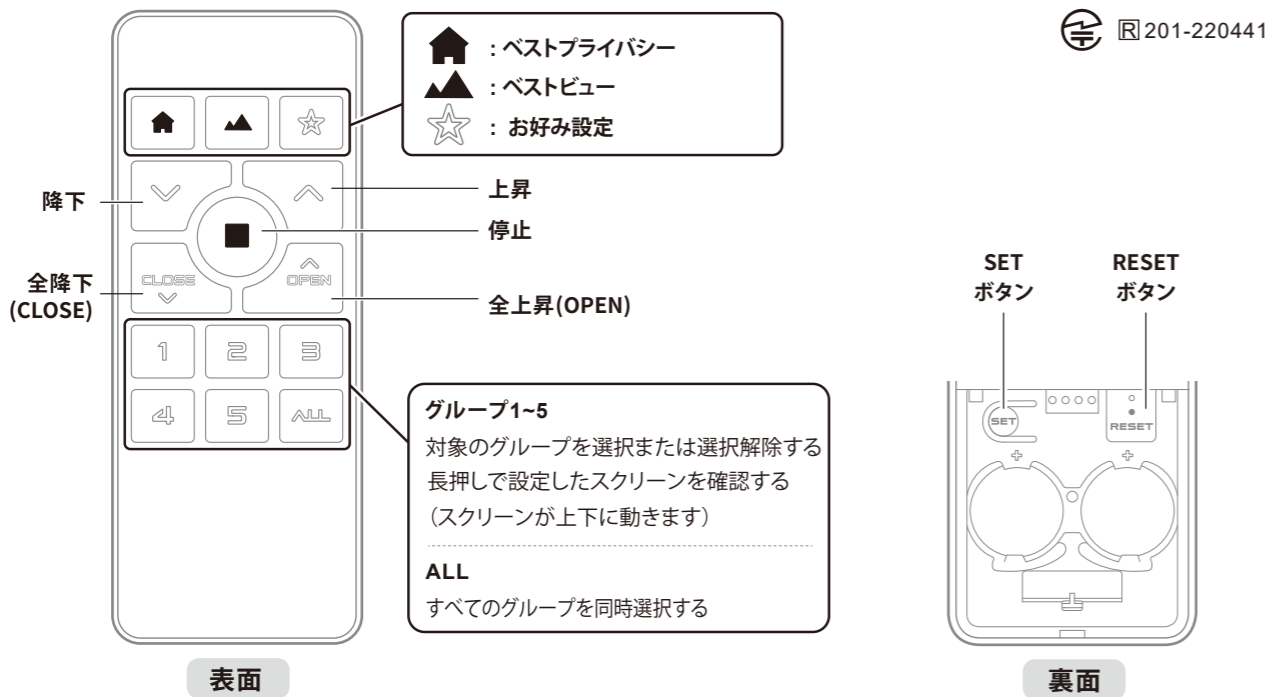 R 201-220441
: ベストプライバシー
: ベストビュー
: お好み設定
降下
上昇
停止
全降下
(CLOSE)
CLOSE
OPEN
全上昇(OPEN)
1 2 3
4 5 ALL
グループ1~5
対象のグループを選択または選択解除する
長押しで設定したスクリーンを確認する
（スクリーンが上下に動きます）
ALL
すべてのグループを同時選択する
表面
SET
ボタン
RESET
ボタン
SET
RESET
+ +
裏面